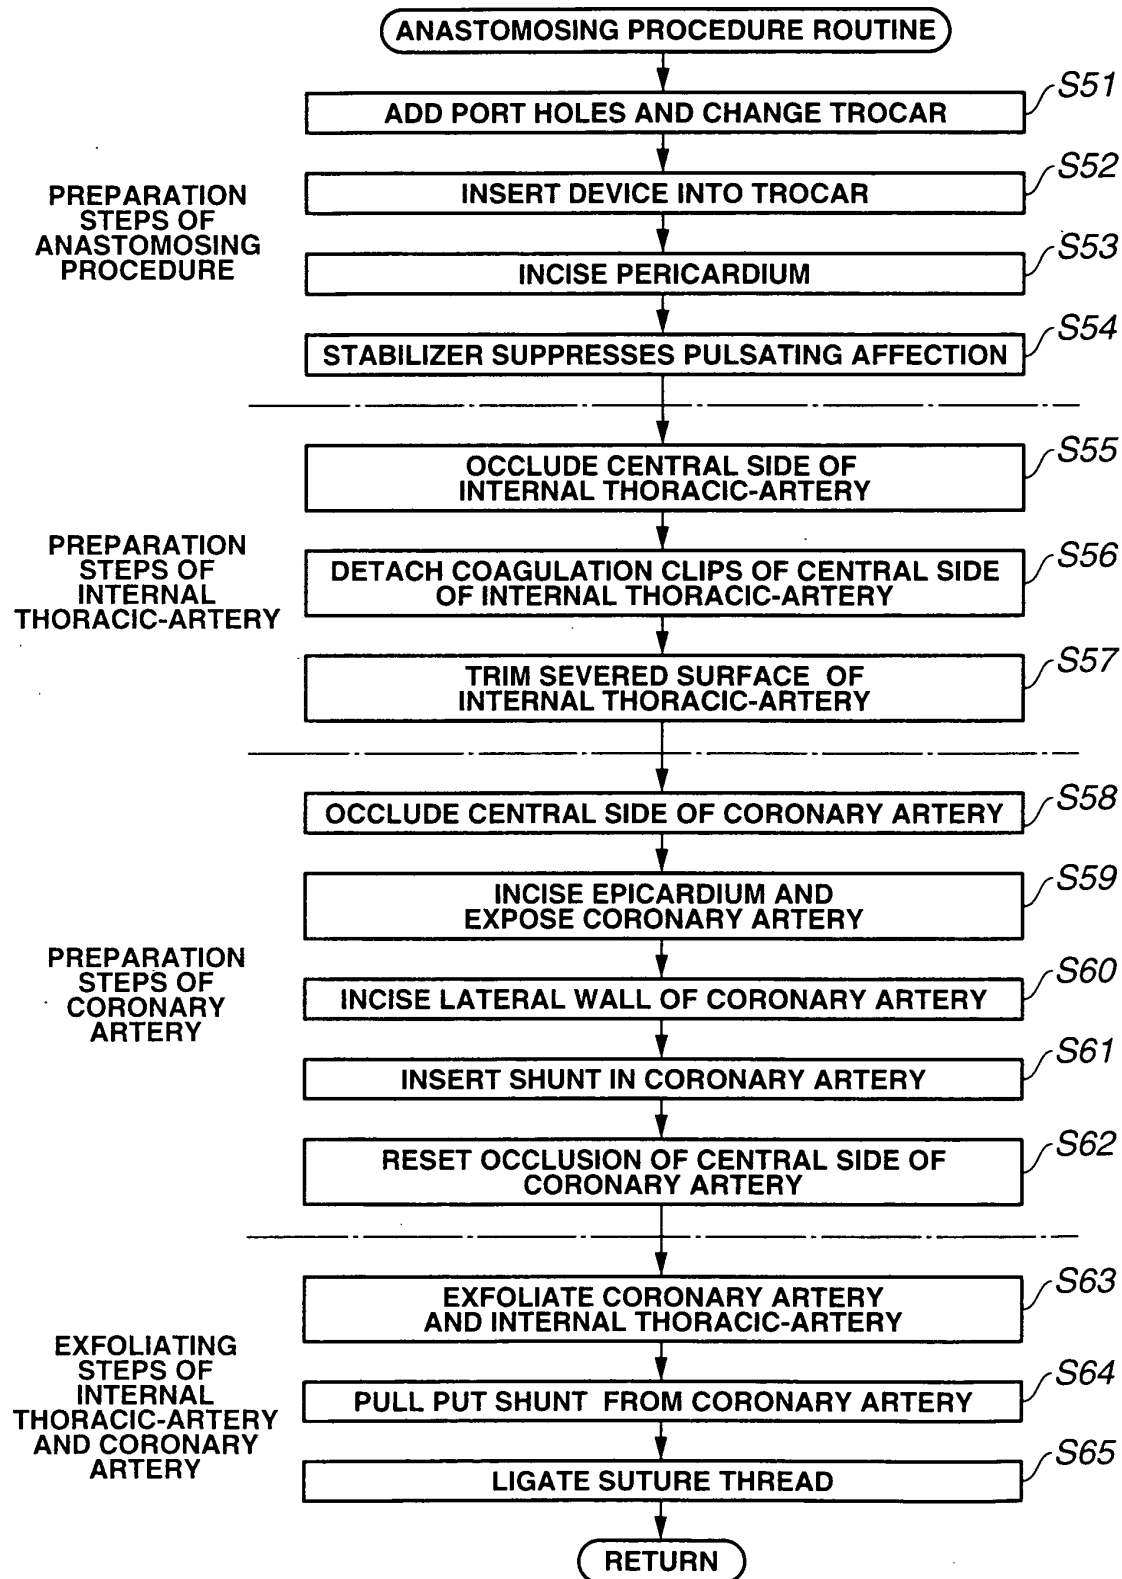 ANASTOMOSING PROCEDURE ROUTINE
S51
ADD PORT HOLES AND CHANGE TROCAR
S52
INSERT DEVICE INTO TROCAR
PREPARATION
STEPS OF
ANASTOMOSING
PROCEDURE
S53
INCISE PERICARDIUM
S54
STABILIZER SUPPRESSES PULSATING AFFECTION
S55
OCCLUDE CENTRAL SIDE OF
INTERNAL THORACIC-ARTERY
PREPARATION
STEPS OF
INTERNAL
THORACIC-ARTERY
S56
DETACH COAGULATION CLIPS OF CENTRAL SIDE
OF INTERNAL THORACIC-ARTERY
S57
TRIM SEVERED SURFACE OF
INTERNAL THORACIC-ARTERY
S58
OCCLUDE CENTRAL SIDE OF CORONARY ARTERY
S59
INCISE EPICARDIUM AND
EXPOSE CORONARY ARTERY
PREPARATION
STEPS OF
CORONARY
ARTERY
S60
INCISE LATERAL WALL OF CORONARY ARTERY
S61
INSERT SHUNT IN CORONARY ARTERY
S62
RESET OCCLUSION OF CENTRAL SIDE OF
CORONARY ARTERY
S63
EXFOLIATE CORONARY ARTERY
AND INTERNAL THORACIC-ARTERY
EXFOLIATING
STEPS OF
INTERNAL
THORACIC-ARTERY
AND CORONARY
ARTERY
S64
PULL PUT SHUNT FROM CORONARY ARTERY
S65
LIGATE SUTURE THREAD
RETURN